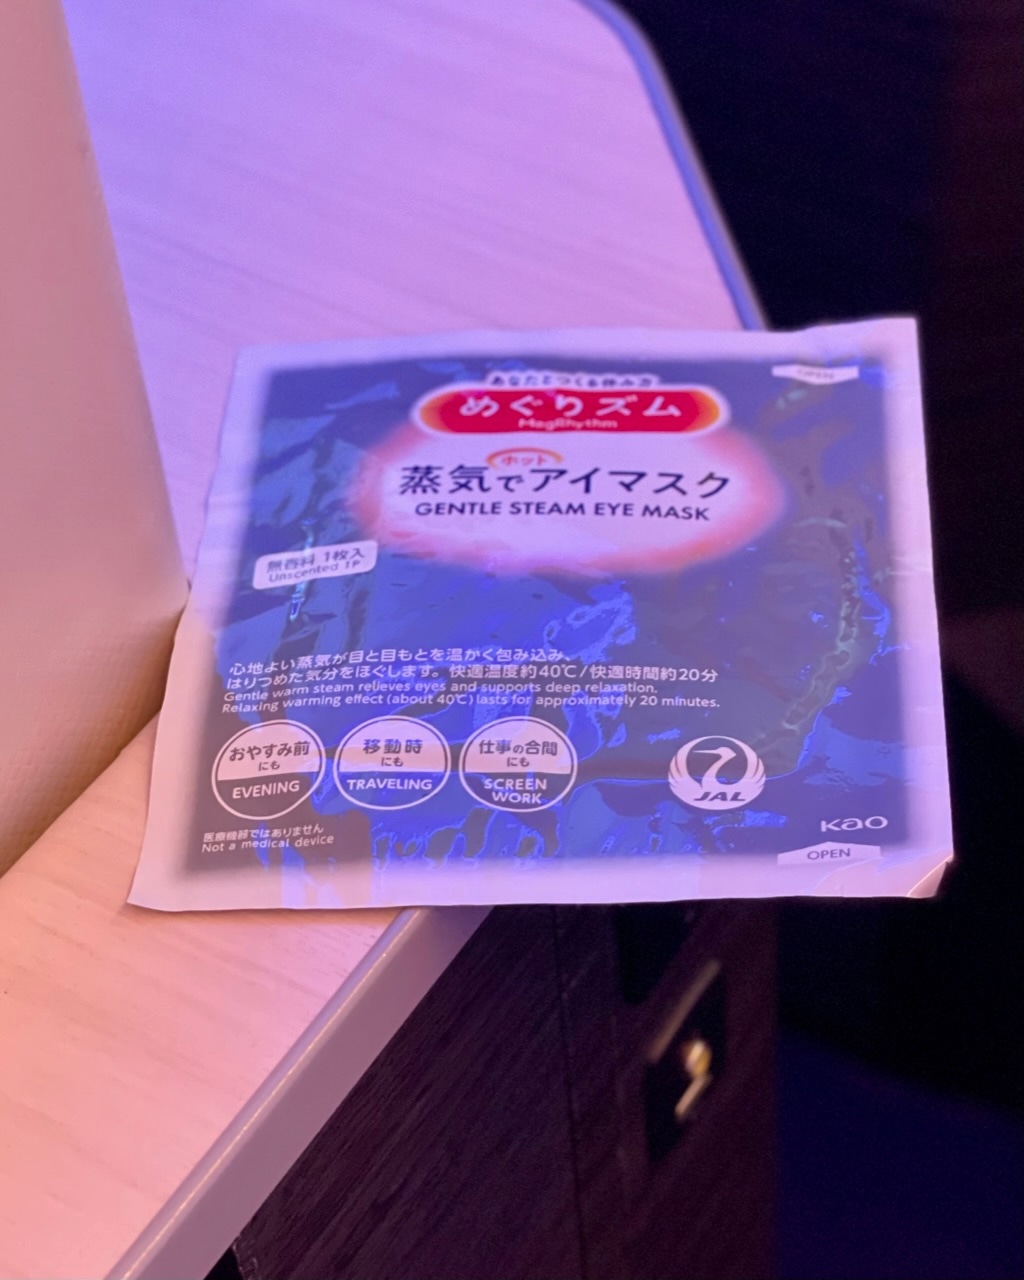 OPEN
あなたとつくる休み方
めぐりズム
MegRhythm
ホット
蒸気でアイマスク
GENTLE STEAM EYE MASK
無香料 1枚入
Unscented 1P
心地よい蒸気が目と目もとを温かく包み込み、
はりつめた気分をほぐします。快適温度約40℃/快適時間約20分
Gentle warm steam relieves eyes and supports deep relaxation.
Relaxing warming effect (about 40℃) lasts for approximately 20 minutes.
おやすみ前
にも
EVENING
移動時
にも
TRAVELING
仕事の合間
にも
SCREEN
WORK
JAL
医療機器ではありません
Not a medical device
Kao
OPEN